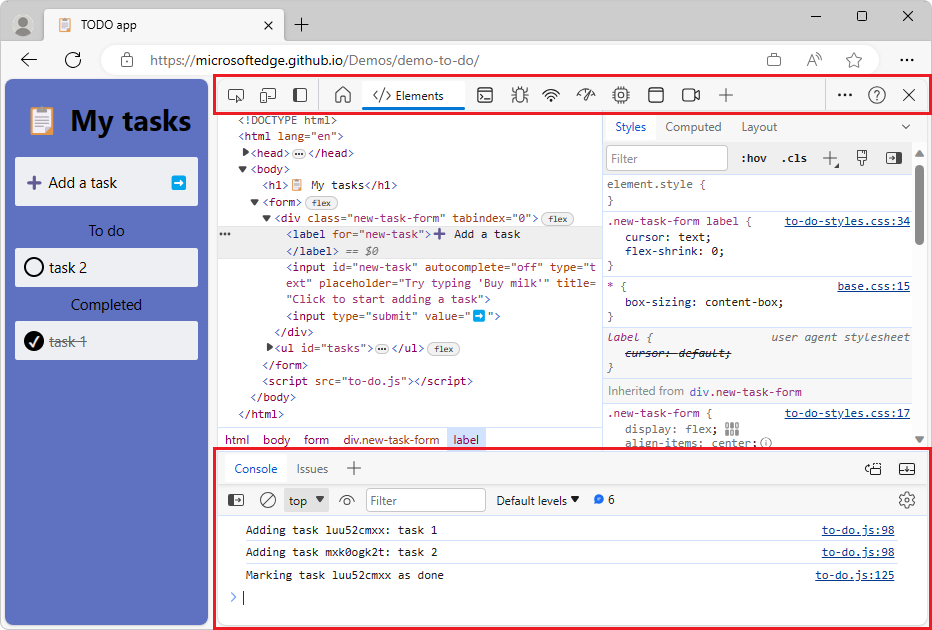 TODO app
https://microsoftedge.github.io/Demos/demo-to-do/
My tasks
Add a task
To do
task 2
Completed
task 1
Elements
<!DOCTYPE html>
<html lang="en">
<head> </head>
<body>
<h1>📋 My tasks</h1>
<form> flex
<div class="new-task-form" tabindex="0"> flex
<label for="new-task">➕ Add a task
</label> == $0
<input id="new-task" autocomplete="off" type="t
ext" placeholder="Try typing 'Buy milk'" title=
"Click to start adding a task">
<input type="submit" value="➡️">
</div>
<ul id="tasks"> </ul> flex
</form>
<script src="to-do.js"></script>
</body>
</html>
html body form div.new-task-form label
Styles Computed Layout
Filter :hov .cls
element.style {
}
.new-task-form label { to-do-styles.css:34
cursor: text;
flex-shrink: 0;
}
* { base.css:15
box-sizing: content-box;
}
label { user agent stylesheet
cursor: default;
}
Inherited from div.new-task-form
.new-task-form { to-do-styles.css:17
display: flex;
align-items: center;
Console Issues
top Filter Default levels 6
Adding task luu52cmxx: task 1 to-do.js:98
Adding task mxk0ogk2t: task 2 to-do.js:98
Marking task luu52cmxx as done to-do.js:125
>